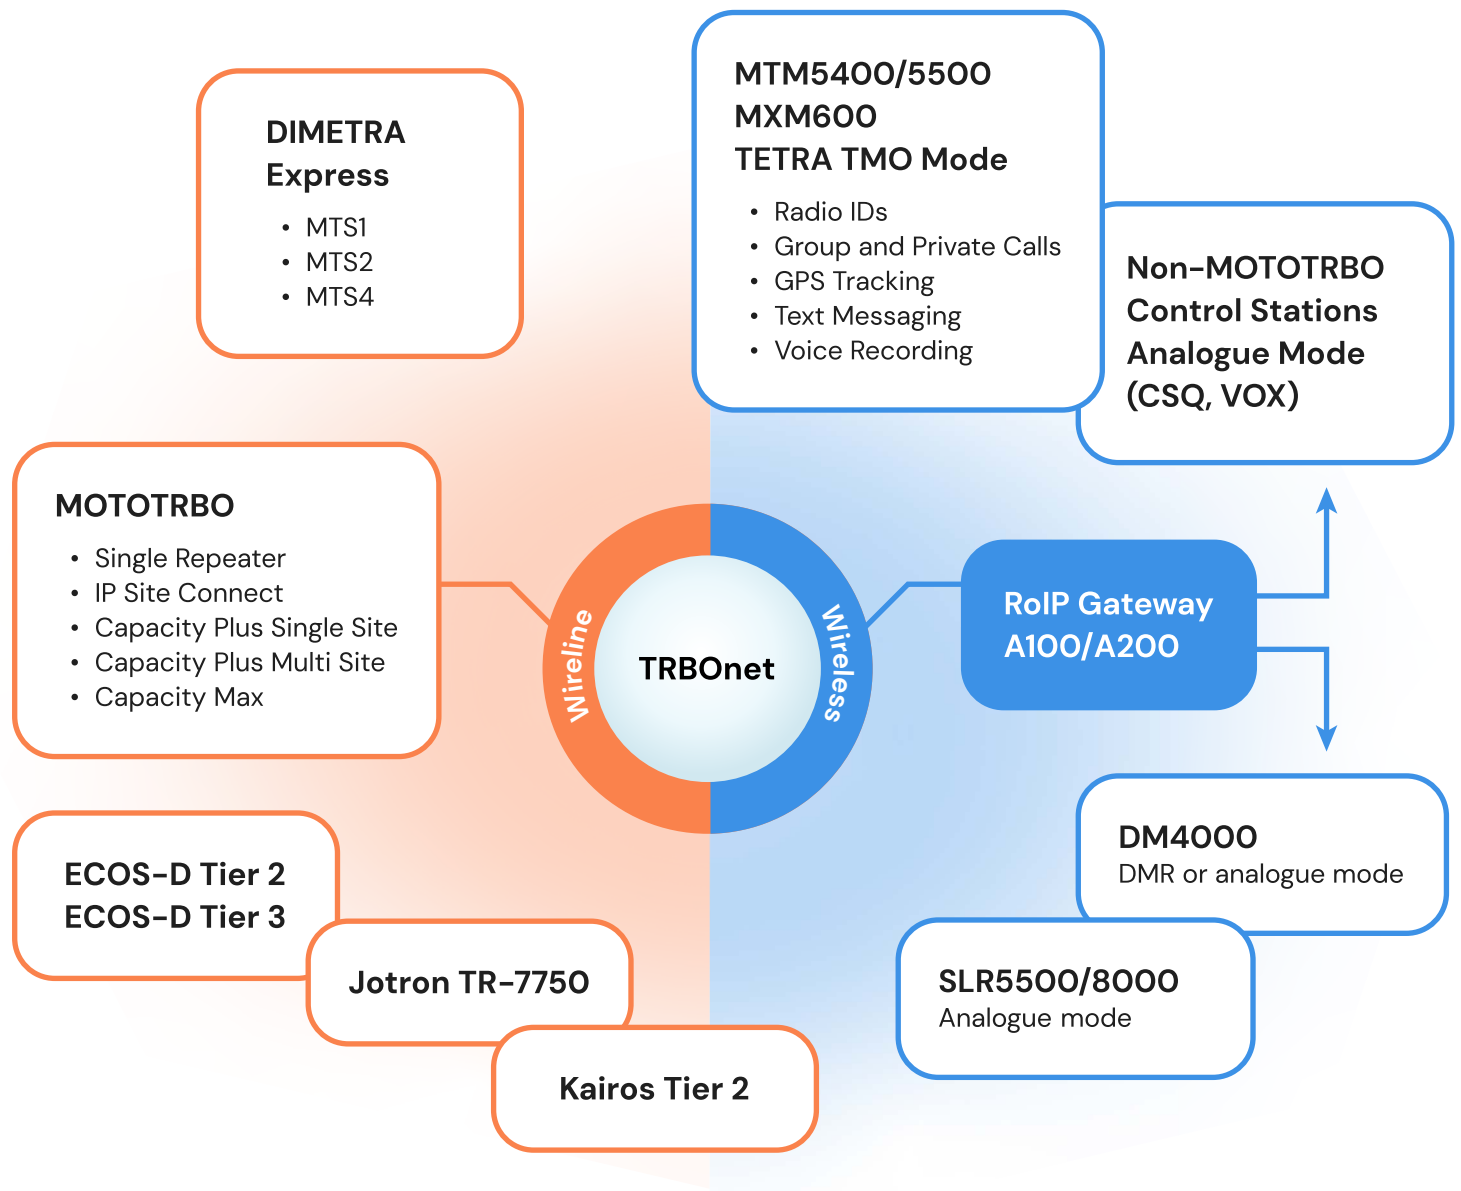 DIMETRA
Express
• MTS1
• MTS2
• MTS4
MTM5400/5500
MXM600
TETRA TMO Mode
• Radio IDs
• Group and Private Calls
• GPS Tracking
• Text Messaging
• Voice Recording
Non-MOTOTRBO
Control Stations
Analogue Mode
(CSQ, VOX)
MOTOTRBO
• Single Repeater
• IP Site Connect
• Capacity Plus Single Site
• Capacity Plus Multi Site
• Capacity Max
Wireline
TRBOnet
Wireless
RoIP Gateway
A100/A200
ECOS-D Tier 2
ECOS-D Tier 3
Jotron TR-7750
Kairos Tier 2
DM4000
DMR or analogue mode
SLR5500/8000
Analogue mode